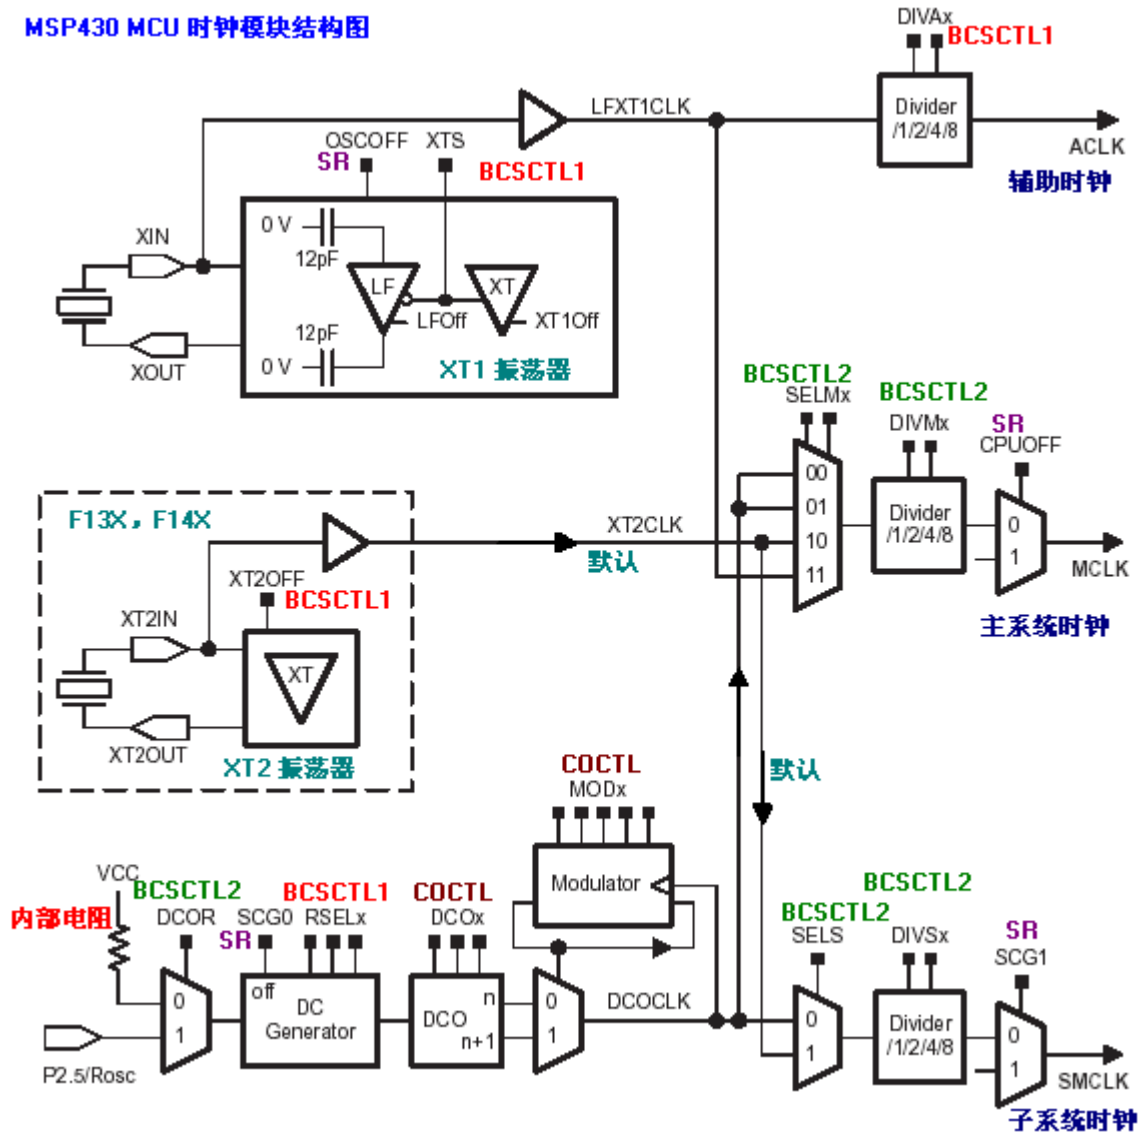 MSP430 MCU 时钟模块结构图
DIVAx
BCSCTL1
LFXT1CLK
Divider
/1/2/4/8
ACLK
辅助时钟
OSCOFF
XTS
SR
BCSCTL1
XIN
0 V
12pF
LF
XT
LFOff
XT1Off
12pF
0 V
XOUT
XT1 振荡器
BCSCTL2
SELMx
BCSCTL2
DIVMx
SR
CPUOFF
00
01
10
11
Divider
/1/2/4/8
0
1
MCLK
主系统时钟
F13X，F14X
XT2CLK
默认
XT2OFF
BCSCTL1
XT2IN
XT
XT2OUT
XT2 振荡器
默认
COCTL
MODx
Modulator
VCC
内部电阻
BCSCTL2
DCOR
SR
SCG0
BCSCTL1
RSELx
COCTL
DCOx
0
1
off
DC
Generator
DCO
n
n+1
0
1
DCOCLK
P2.5/Rosc
BCSCTL2
SELS
BCSCTL2
DIVSx
SR
SCG1
0
1
Divider
/1/2/4/8
0
1
SMCLK
子系统时钟